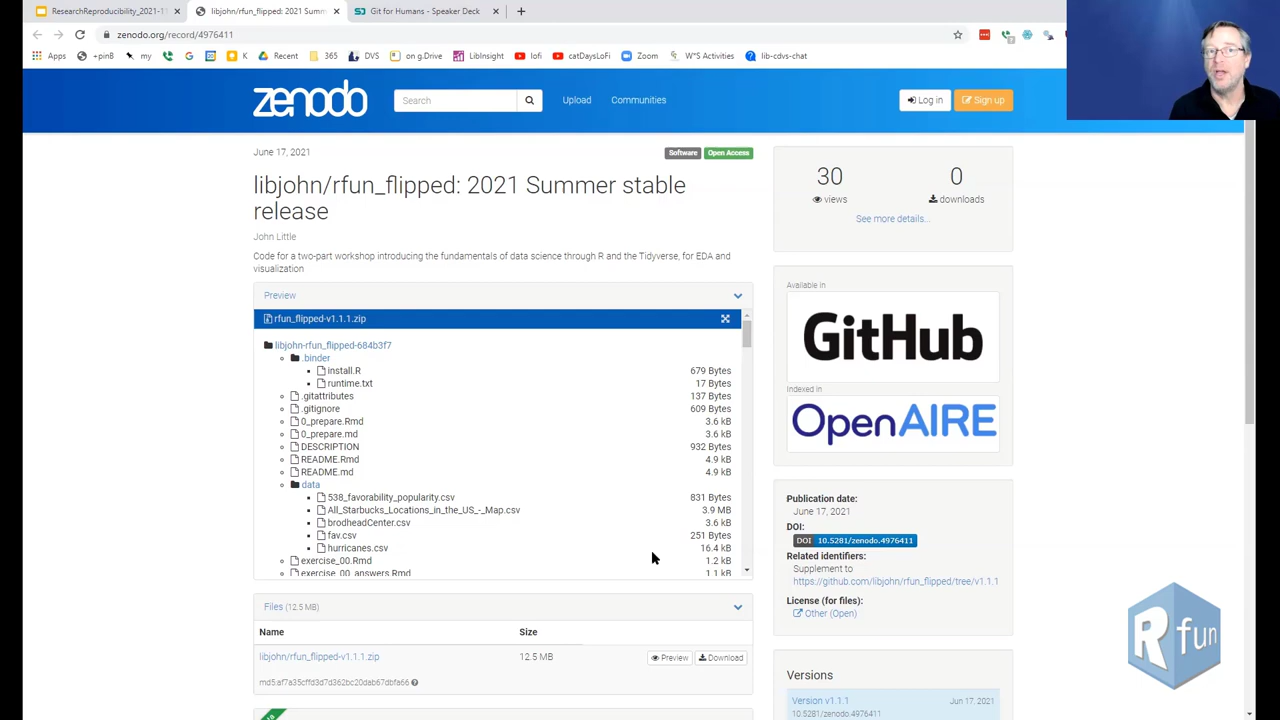 ResearchReproducibility_2021-1
libjohn/rfun_flipped: 2021 Summ
Git for Humans - Speaker Deck
zenodo.org/record/4976411
Apps
+pinB
my
K
Recent
365
DVS
on g.Drive
LibInsight
lofi
catDaysLoFi
Zoom
W*S Activities
lib-cdvs-chat
zenodo
Search
Upload
Communities
Log in
Sign up
June 17, 2021
Software
Open Access
libjohn/rfun_flipped: 2021 Summer stable
release
John Little
Code for a two-part workshop introducing the fundamentals of data science through R and the Tidyverse, for EDA and
visualization
Preview
rfun_flipped-v1.1.1.zip
libjohn-rfun_flipped-684b3f7
.binder
install.R 679 Bytes
runtime.txt 17 Bytes
.gitattributes 137 Bytes
.gitignore 609 Bytes
0_prepare.Rmd 3.6 kB
0_prepare.md 3.6 kB
DESCRIPTION 932 Bytes
README.Rmd 4.9 kB
README.md 4.9 kB
data
538_favorability_popularity.csv 831 Bytes
All_Starbucks_Locations_in_the_US_-_Map.csv 3.9 MB
brodheadCenter.csv 3.6 kB
fav.csv 251 Bytes
hurricanes.csv 16.4 kB
exercise_00.Rmd 1.2 kB
exercise_00_answers.Rmd 1.1 kB
Files (12.5 MB)
Name Size
libjohn/rfun_flipped-v1.1.1.zip 12.5 MB Preview Download
md5:af7a35cffd3d7d362bc20dab67dbfa66
30
views
0
downloads
See more details...
Available in
GitHub
Indexed in
OpenAIRE
Publication date:
June 17, 2021
DOI:
DOI 10.5281/zenodo.4976411
Related identifiers:
Supplement to
https://github.com/libjohn/rfun_flipped/tree/v1.1.1
License (for files):
Other (Open)
Versions
Version v1.1.1 Jun 17, 2021
10.5281/zenodo.4976411
R fun